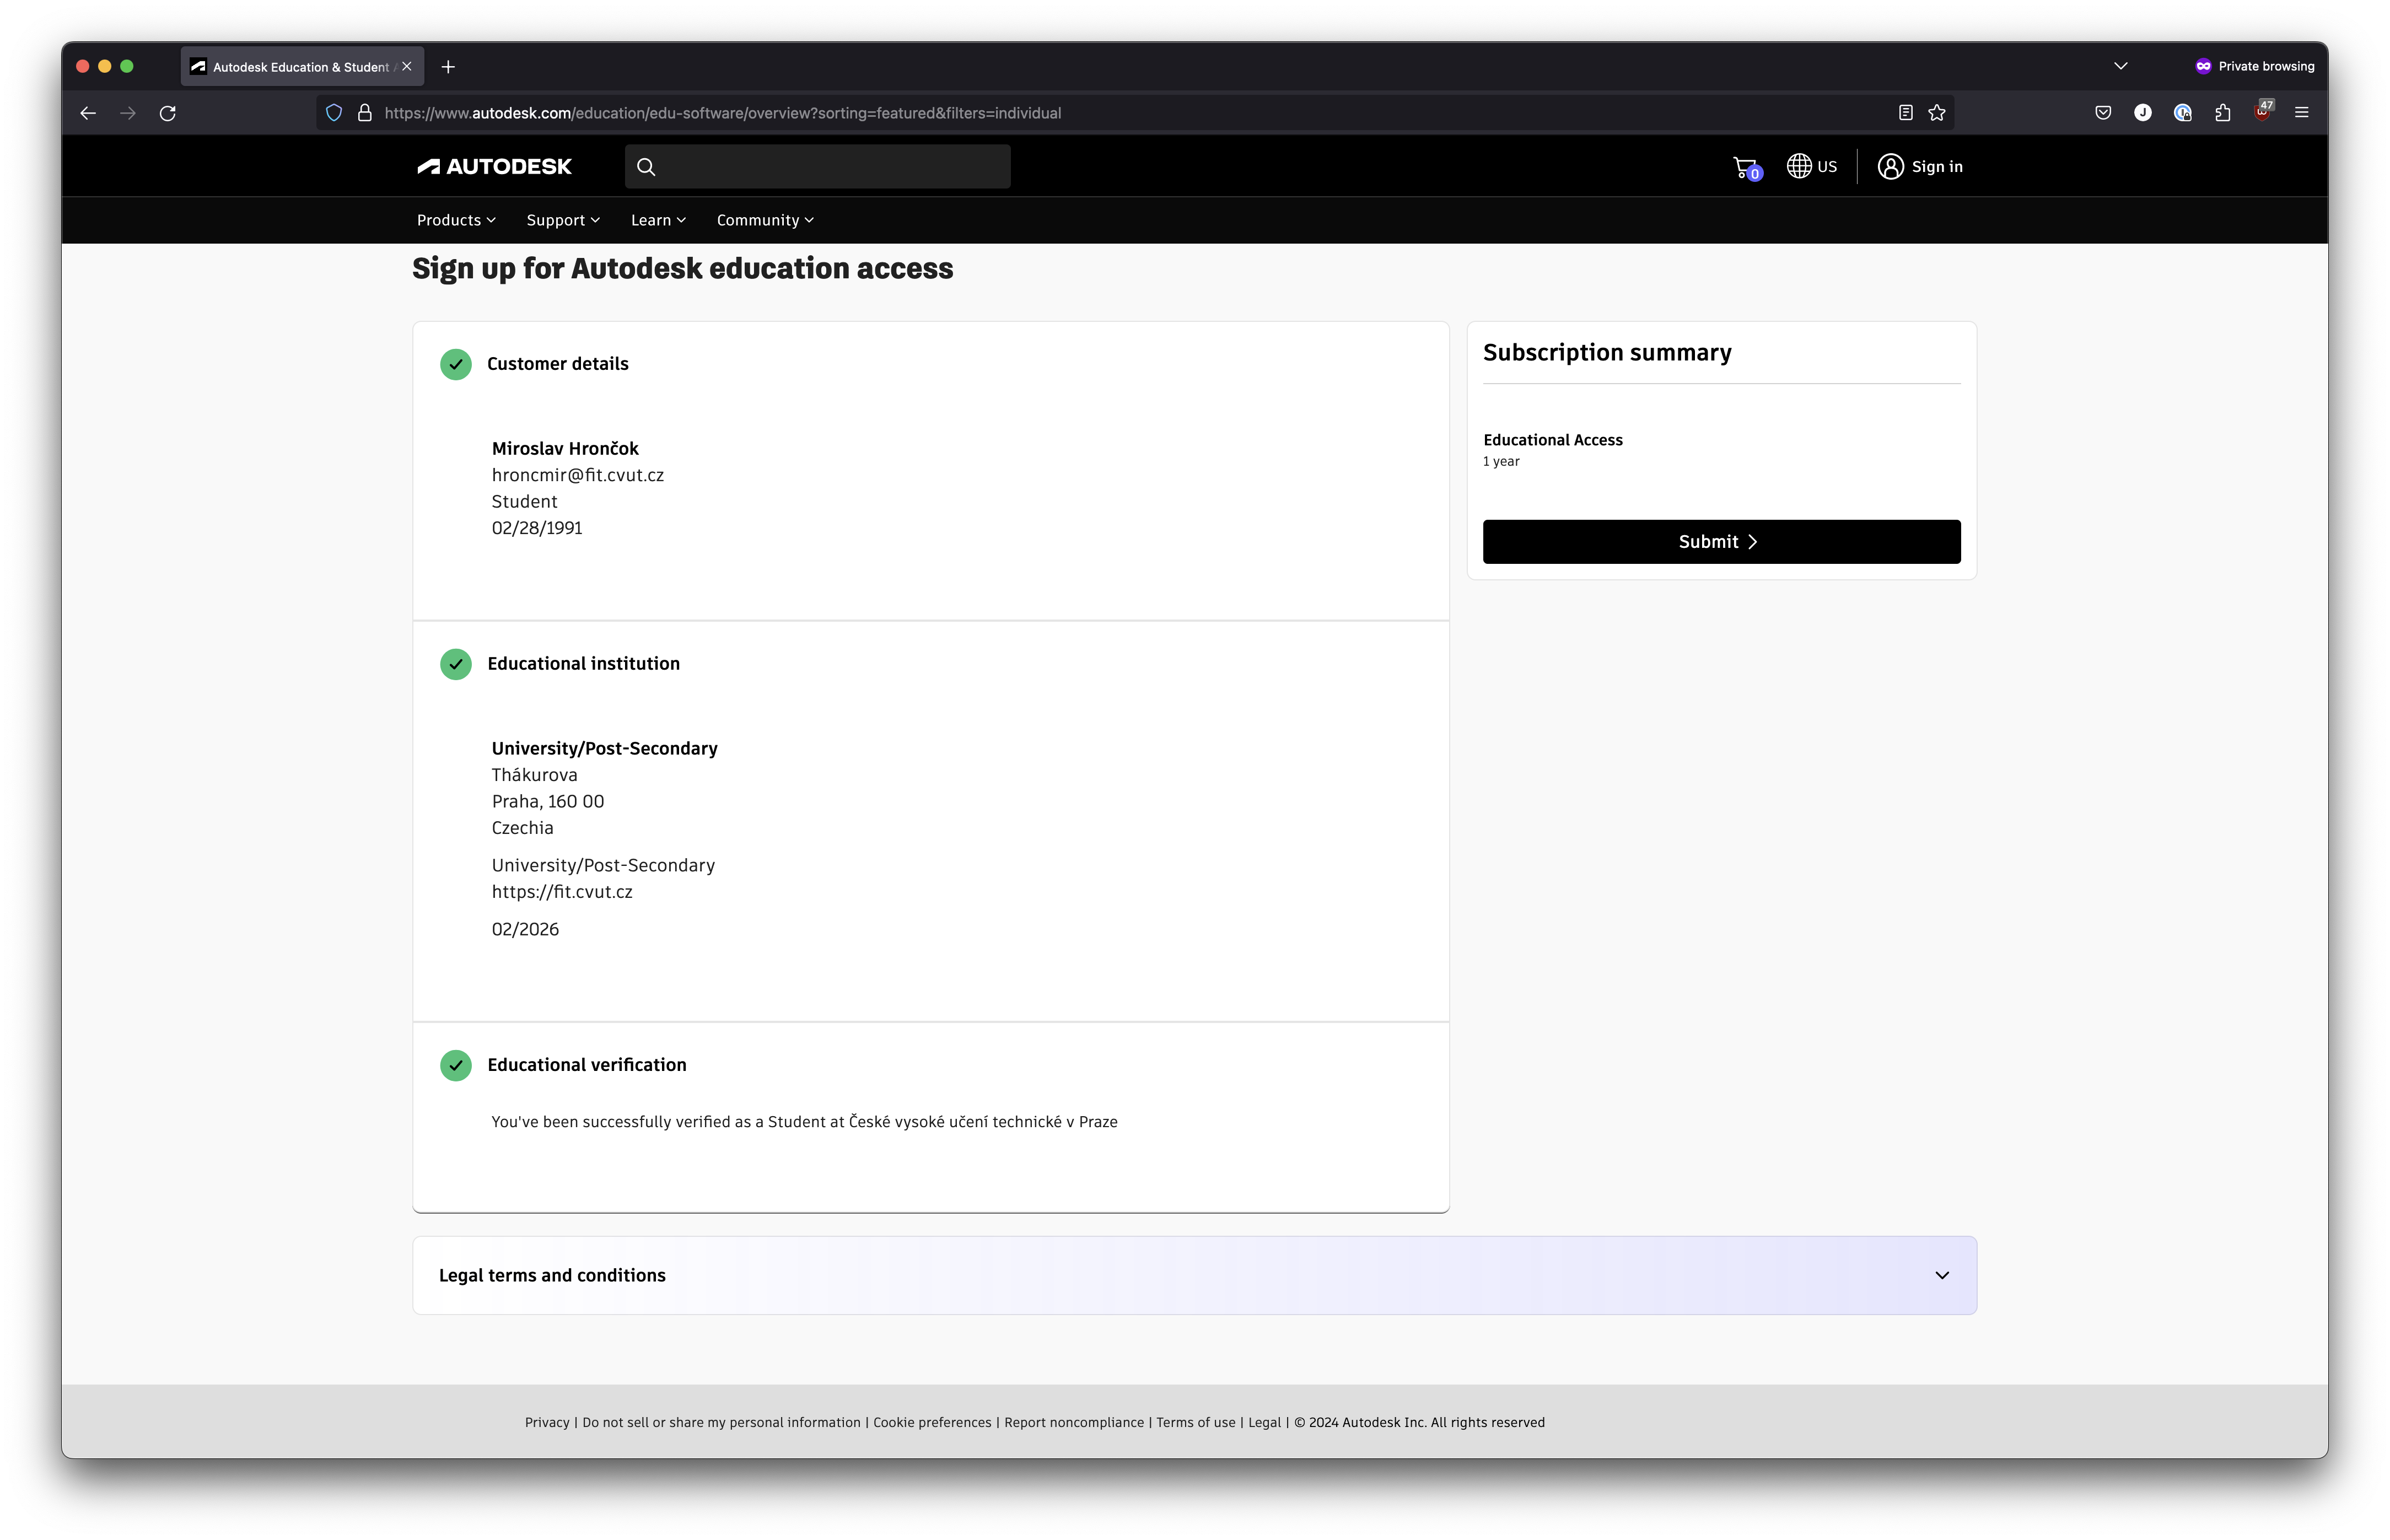 Autodesk Education & Student
Private browsing
https://www.autodesk.com/education/edu-software/overview?sorting=featured&filters=individual
J
47
AUTODESK
0
US
Sign in
Products
Support
Learn
Community
Sign up for Autodesk education access
Customer details
Miroslav Hrončok
hroncmir@fit.cvut.cz
Student
02/28/1991
Educational institution
University/Post-Secondary
Thákurova
Praha, 160 00
Czechia
University/Post-Secondary
https://fit.cvut.cz
02/2026
Educational verification
You've been successfully verified as a Student at České vysoké učení technické v Praze
Subscription summary
Educational Access
1 year
Submit
Legal terms and conditions
Privacy | Do not sell or share my personal information | Cookie preferences | Report noncompliance | Terms of use | Legal | © 2024 Autodesk Inc. All rights reserved